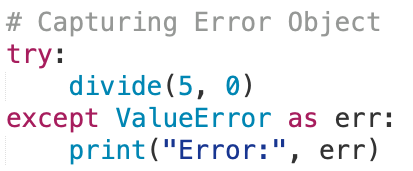 # Capturing Error Object
try:
    divide(5, 0)
except ValueError as err:
    print("Error:", err)